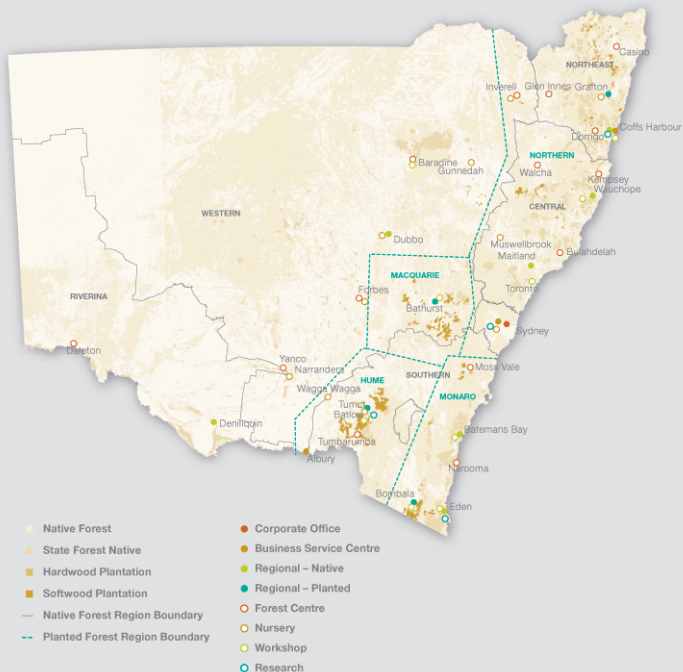 Casino
NORTHEAST
Inverell
Glen Innes
Grafton
Coffs Harbour
Dorrigo
NORTHERN
Baradine
Gunnedah
Walcha
Kempsey
Wauchope
CENTRAL
WESTERN
Dubbo
Muswellbrook
Maitland
Bulahdelah
MACQUARIE
Toronto
RIVERINA
Forbes
Bathurst
Sydney
Dareton
Yanco
Narrandera
SOUTHERN
Moss Vale
HUME
Wagga Wagga
MONARO
Tumut
Batlow
Deniliquin
Tumbarumba
Batemans Bay
Albury
Narooma
Bombala
Eden
Native Forest
State Forest Native
Hardwood Plantation
Softwood Plantation
Native Forest Region Boundary
Planted Forest Region Boundary
Corporate Office
Business Service Centre
Regional – Native
Regional – Planted
Forest Centre
Nursery
Workshop
Research